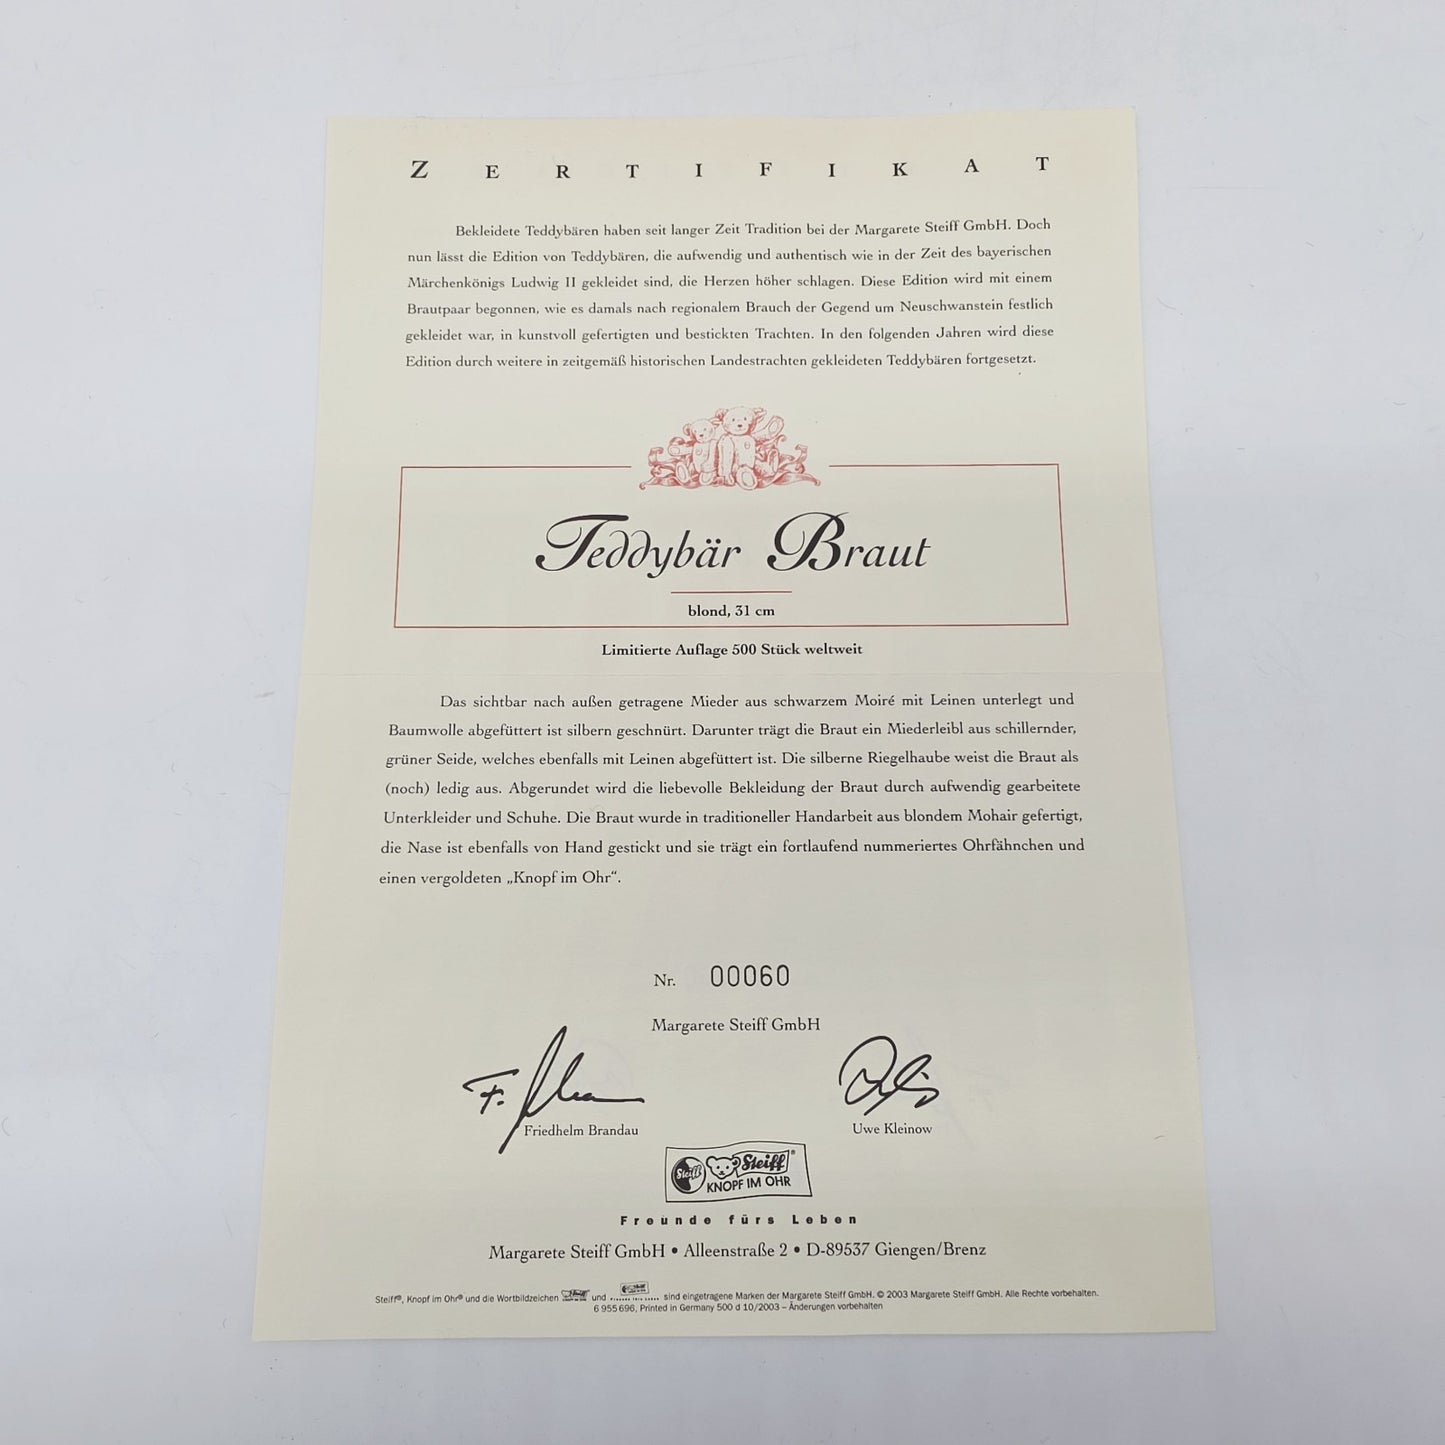 ZERTIFIKAT
Bekleidete Teddybären haben seit langer Zeit Tradition bei der Margarete Steiff GmbH. Doch
nun lässt die Edition von Teddybären, die aufwendig und authentisch wie in der Zeit des bayerischen
Märchenkönigs Ludwig II gekleidet sind, die Herzen höher schlagen. Diese Edition wird mit einem
Brautpaar begonnen, wie es damals nach regionalem Brauch der Gegend um Neuschwanstein festlich
gekleidet war, in kunstvoll gefertigten und bestickten Trachten. In den folgenden Jahren wird diese
Edition durch weitere in zeitgemäß historischen Landestrachten gekleideten Teddybären fortgesetzt.
Teddybär Braut
blond, 31 cm
Limitierte Auflage 500 Stück weltweit
Das sichtbar nach außen getragene Mieder aus schwarzem Moiré mit Leinen unterlegt und
Baumwolle abgefüttert ist silbern geschnürt. Darunter trägt die Braut ein Miederleibl aus schillernder,
grüner Seide, welches ebenfalls mit Leinen abgefüttert ist. Die silberne Riegelhaube weist die Braut als
(noch) ledig aus. Abgerundet wird die liebevolle Bekleidung der Braut durch aufwendig gearbeitete
Unterkleider und Schuhe. Die Braut wurde in traditioneller Handarbeit aus blondem Mohair gefertigt,
die Nase ist ebenfalls von Hand gestickt und sie trägt ein fortlaufend nummeriertes Ohrfähnchen und
einen vergoldeten „Knopf im Ohr“.
Nr. 00060
Margarete Steiff GmbH
Friedhelm Brandau
Uwe Kleinow
Steiff Steiff®
KNOPF IM OHR
Freunde fürs Leben
Margarete Steiff GmbH • Alleenstraße 2 • D-89537 Giengen/Brenz
Steiff®, Knopf im Ohr® und die Wortbildzeichen und sind eingetragene Marken der Margarete Steiff GmbH. © 2003 Margarete Steiff GmbH. Alle Rechte vorbehalten.
6 955 696, Printed in Germany 500 d 10/2003 – Änderungen vorbehalten